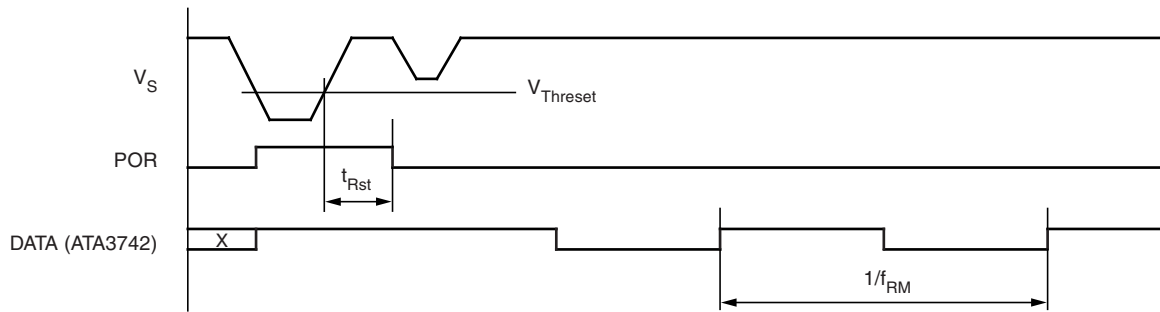 V_S
V_Threset
POR
t_Rst
DATA (ATA3742)
X
1/f_RM